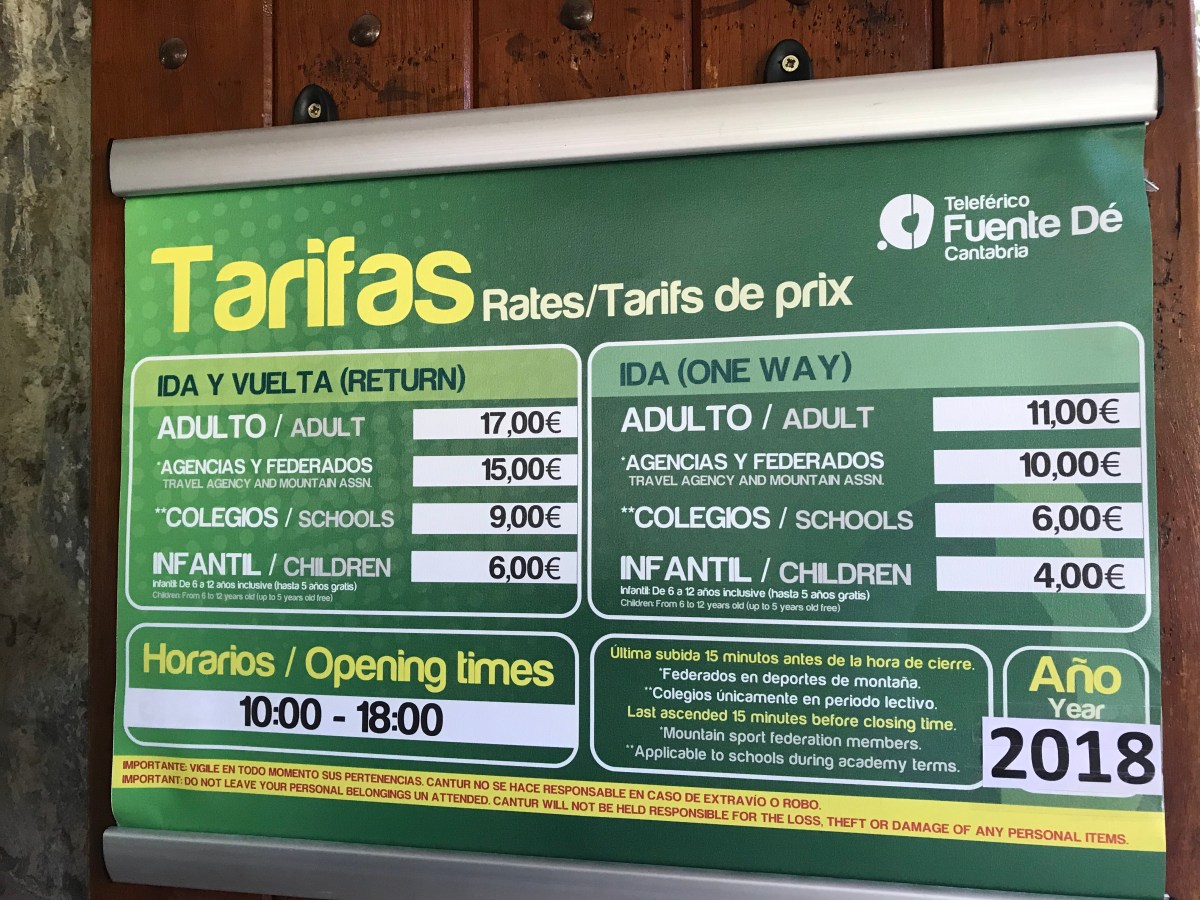 Teleférico
Fuente Dé
Cantabria
Tarifas Rates/Tarifs de prix
IDA Y VUELTA (RETURN)
ADULTO / ADULT 17,00€
*AGENCIAS Y FEDERADOS 15,00€
TRAVEL AGENCY AND MOUNTAIN ASSN.
**COLEGIOS / SCHOOLS 9,00€
INFANTIL / CHILDREN 6,00€
Infantil: De 6 a 12 años inclusive (hasta 5 años gratis)
Children: From 6 to 12 years old (up to 5 years old free)
IDA (ONE WAY)
ADULTO / ADULT 11,00€
*AGENCIAS Y FEDERADOS 10,00€
TRAVEL AGENCY AND MOUNTAIN ASSN.
**COLEGIOS / SCHOOLS 6,00€
INFANTIL / CHILDREN 4,00€
Infantil: De 6 a 12 años inclusive (hasta 5 años gratis)
Children: From 6 to 12 years old (up to 5 years old free)
Horarios / Opening times
10:00 - 18:00
Última subida 15 minutos antes de la hora de cierre.
*Federados en deportes de montaña.
**Colegios únicamente en periodo lectivo.
Last ascended 15 minutes before closing time.
*Mountain sport federation members.
**Applicable to schools during academy terms.
Año
Year
2018
IMPORTANTE: VIGILE EN TODO MOMENTO SUS PERTENENCIAS. CANTUR NO SE HACE RESPONSABLE EN CASO DE EXTRAVÍO O ROBO.
IMPORTANT: DO NOT LEAVE YOUR PERSONAL BELONGINGS UN ATTENDED. CANTUR WILL NOT BE HELD RESPONSIBLE FOR THE LOSS, THEFT OR DAMAGE OF ANY PERSONAL ITEMS.